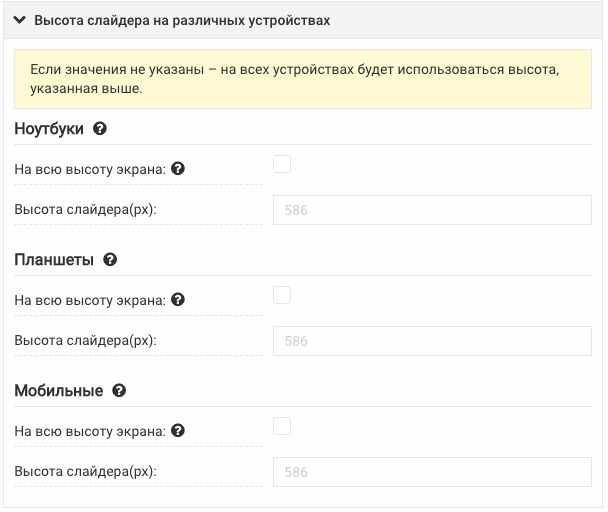 Высота слайдера на различных устройствах
Если значения не указаны – на всех устройствах будет использоваться высота,
указанная выше.
Ноутбуки
На всю высоту экрана:
Высота слайдера(px):
586
Планшеты
На всю высоту экрана:
Высота слайдера(px):
586
Мобильные
На всю высоту экрана:
Высота слайдера(px):
586